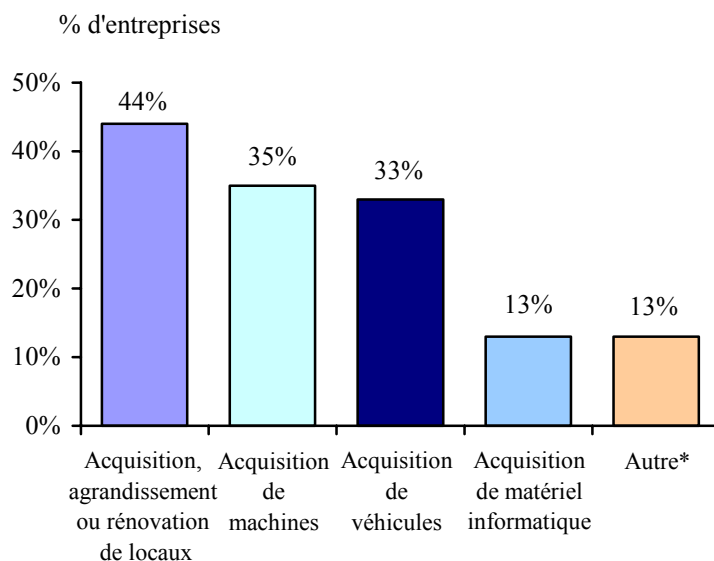 % d'entreprises
50%
44%
40%
35%
33%
30%
20%
13%
13%
10%
0%
Acquisition,
agrandissement
ou rénovation
de locaux
Acquisition
de
machines
Acquisition
de
véhicules
Acquisition
de matériel
informatique
Autre*